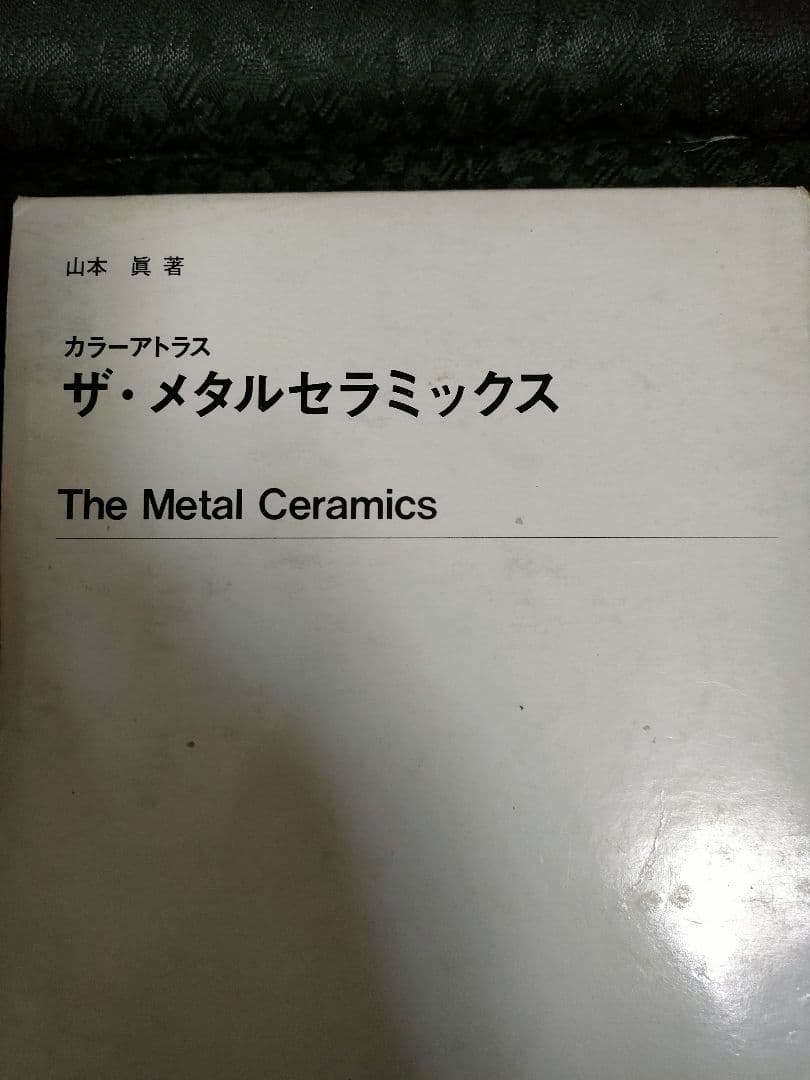 山本　眞 著
カラーアトラス
ザ・メタルセラミックス
The Metal Ceramics